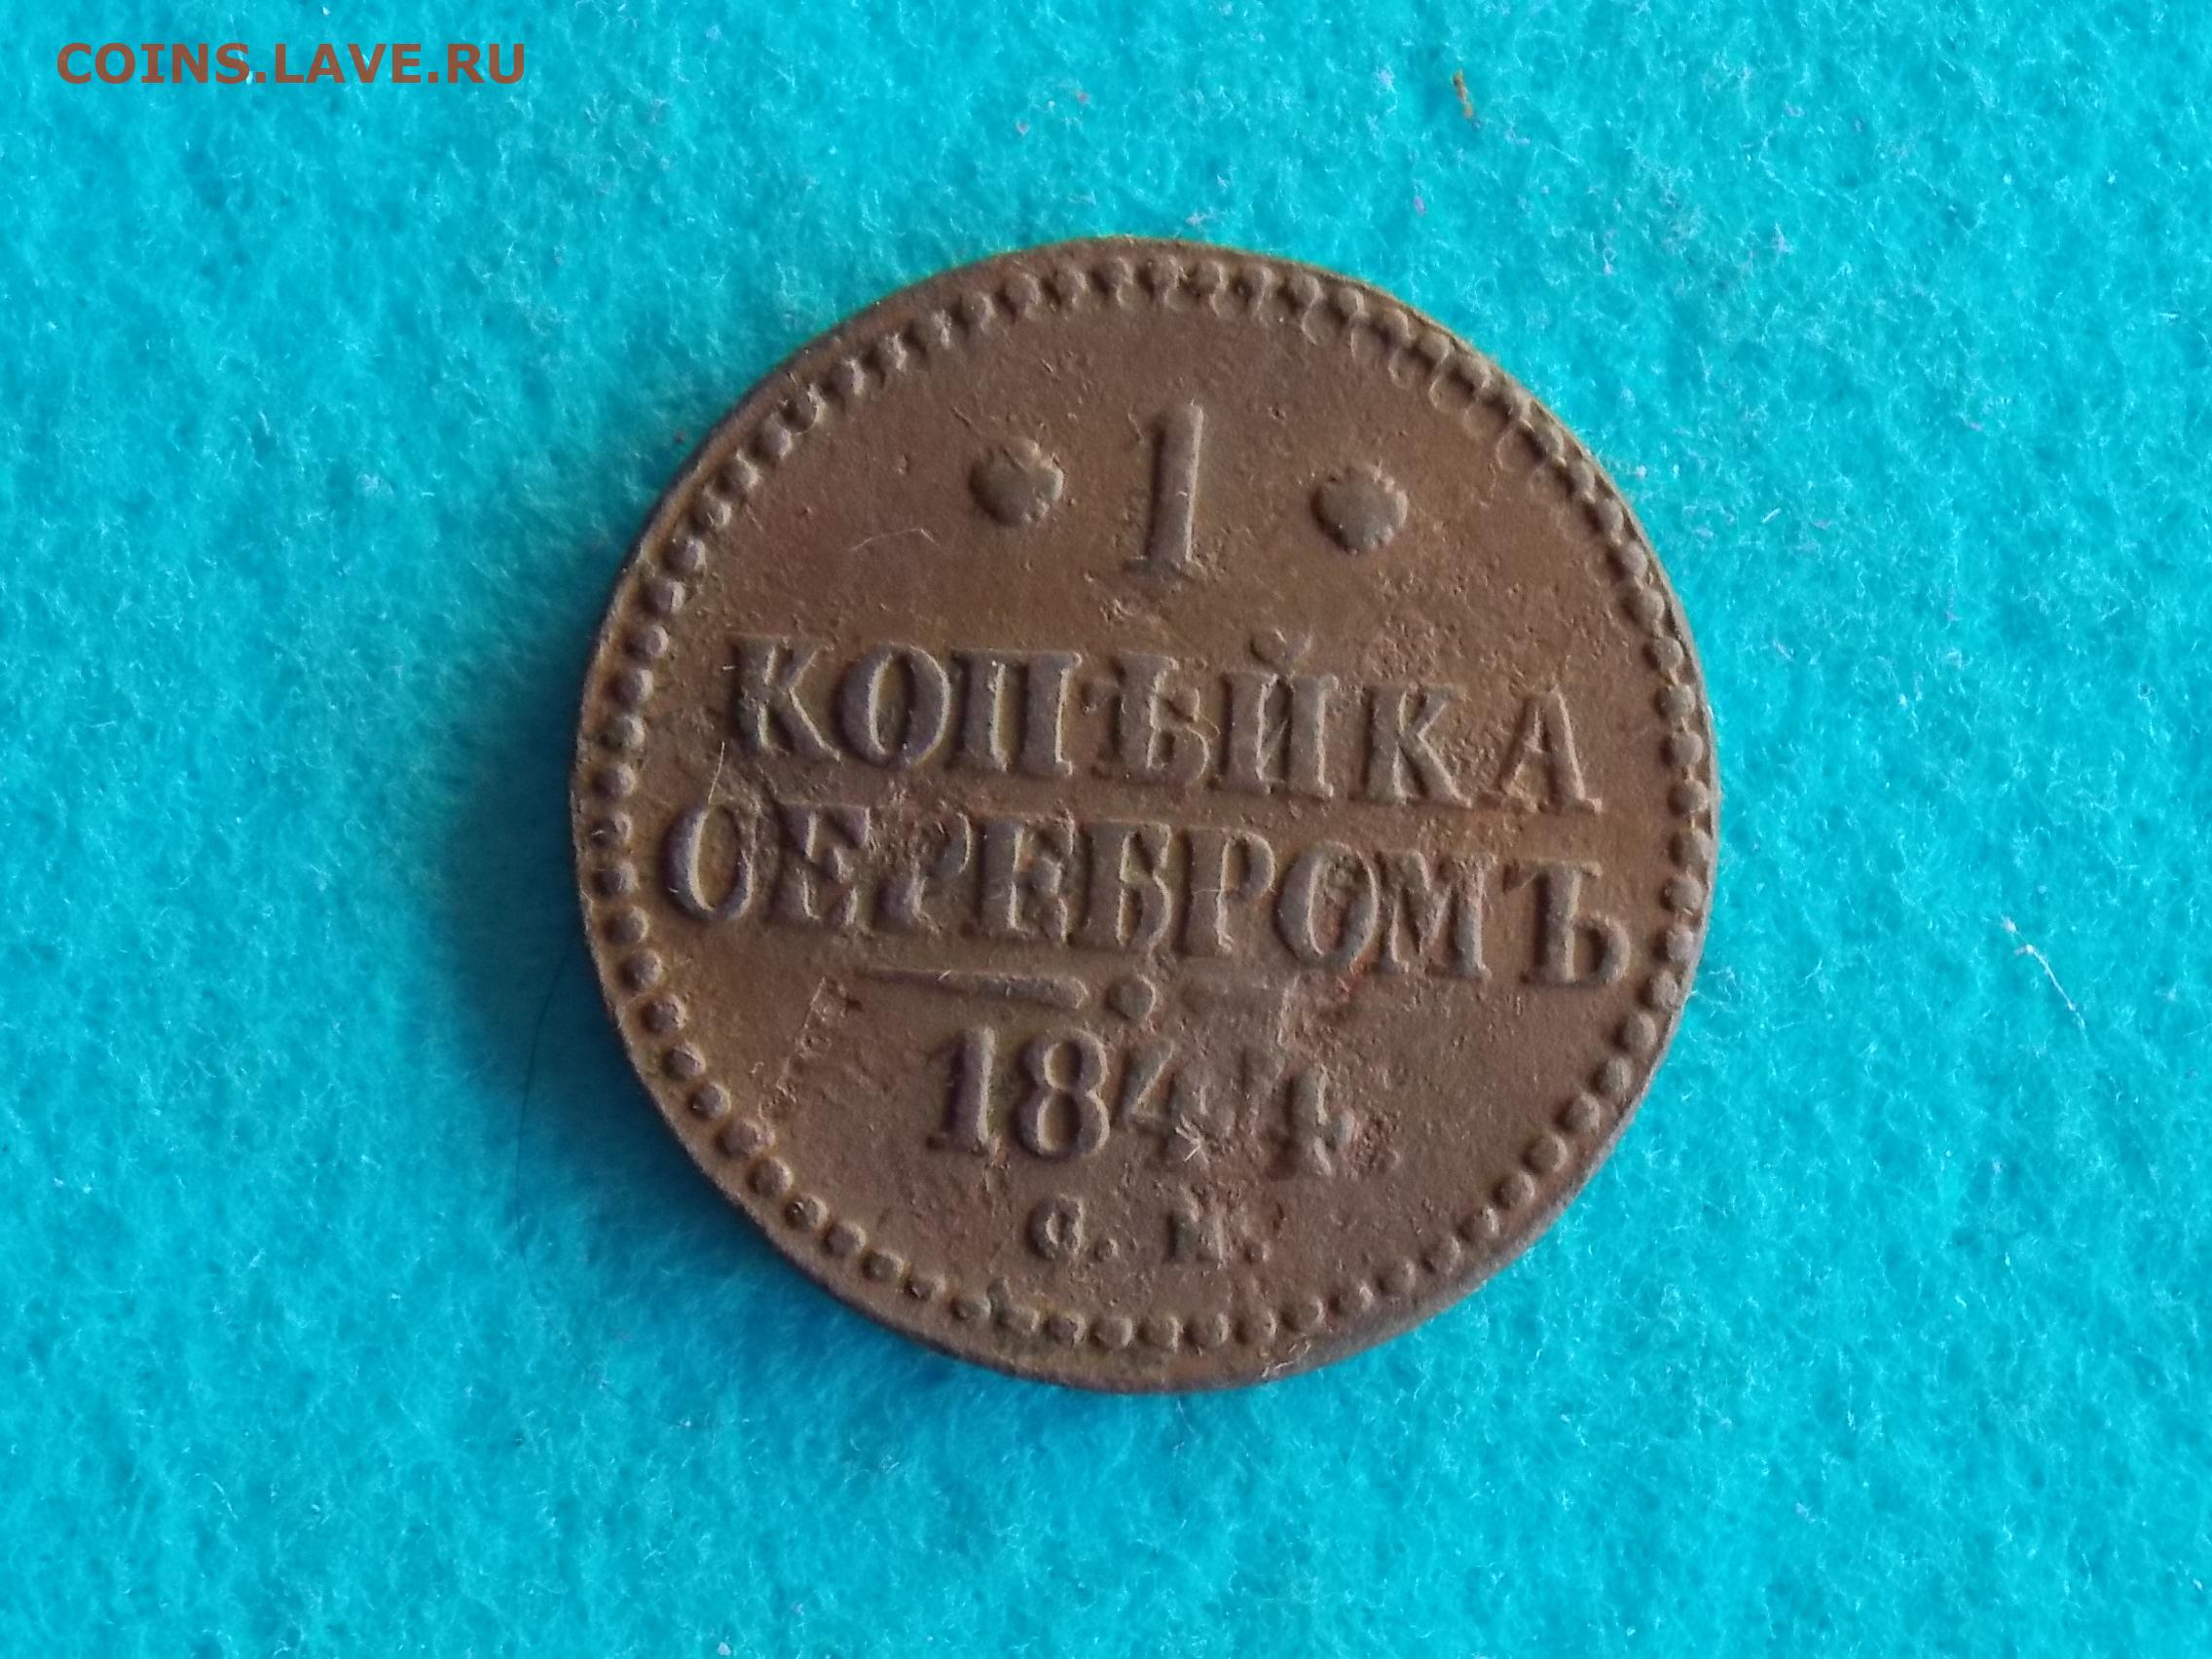 COINS.LAVE.RU
• 1 •
КОПѢЙКА
СЕРЕБРОМЪ
1844.
С. М.